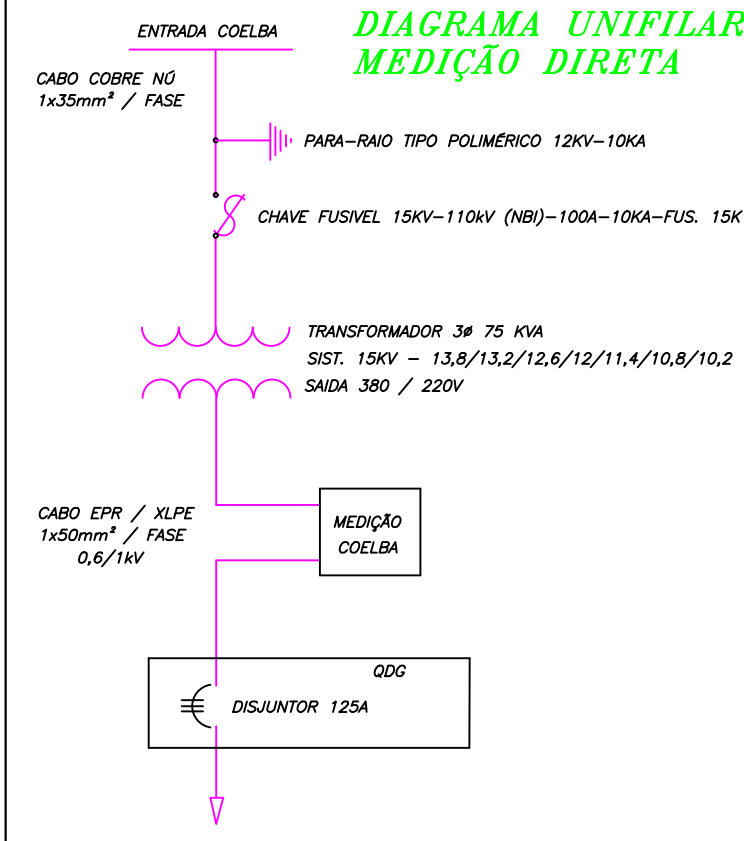 DIAGRAMA UNIFILAR
MEDIÇÃO DIRETA
ENTRADA COELBA
CABO COBRE NÚ
1x35mm² / FASE
PARA-RAIO TIPO POLIMÉRICO 12KV-10KA
CHAVE FUSIVEL 15KV-110kV (NBI)-100A-10KA-FUS. 15K
TRANSFORMADOR 3ø 75 KVA
SIST. 15KV - 13,8/13,2/12,6/12/11,4/10,8/10,2
SAIDA 380 / 220V
CABO EPR / XLPE
1x50mm² / FASE
0,6/1kV
MEDIÇÃO
COELBA
QDG
DISJUNTOR 125A